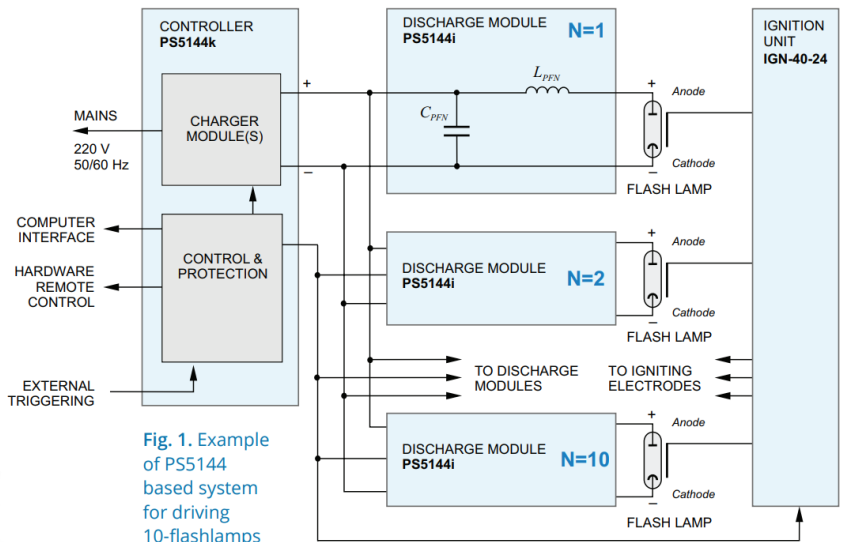 CONTROLLER
PS5144k
CHARGER
MODULE(S)
+
–
MAINS
220 V
50/60 Hz
COMPUTER
INTERFACE
HARDWARE
REMOTE
CONTROL
CONTROL &
PROTECTION
EXTERNAL
TRIGGERING
DISCHARGE MODULE
PS5144i
N=1
L PFN
C PFN
+
Anode
Cathode
–
FLASH LAMP
IGNITION
UNIT
IGN-40-24
DISCHARGE MODULE
PS5144i
N=2
+
Anode
Cathode
–
FLASH LAMP
TO DISCHARGE
MODULES
TO IGNITING
ELECTRODES
DISCHARGE MODULE
PS5144i
N=10
+
Anode
Cathode
–
FLASH LAMP
Fig. 1. Example
of PS5144
based system
for driving
10-flashlamps